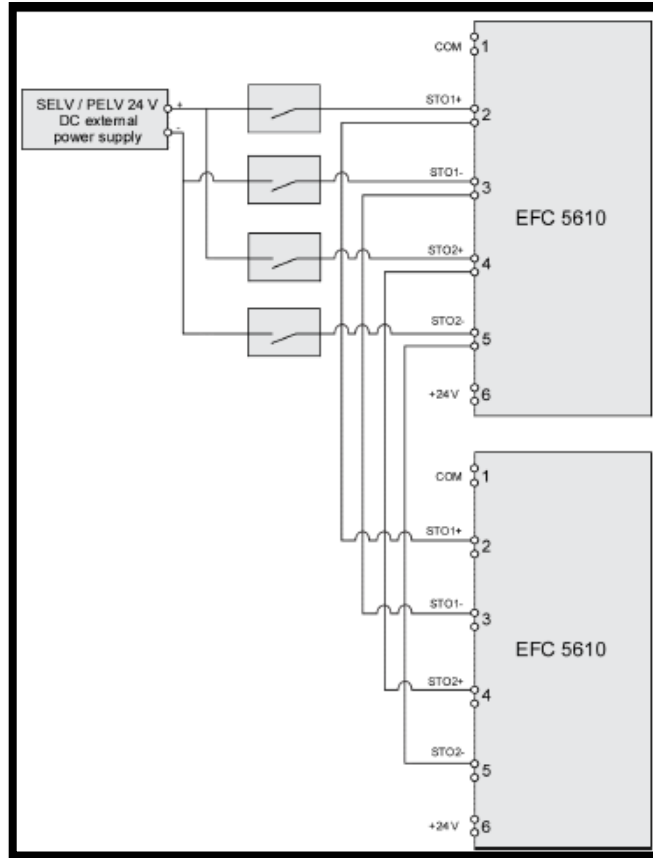 COM 1
SELV / PELV 24 V
DC external
power supply
+
-
STO1+ 2
STO1- 3
EFC 5610
STO2+ 4
STO2- 5
+24V 6
COM 1
STO1+ 2
STO1- 3
EFC 5610
STO2+ 4
STO2- 5
+24V 6